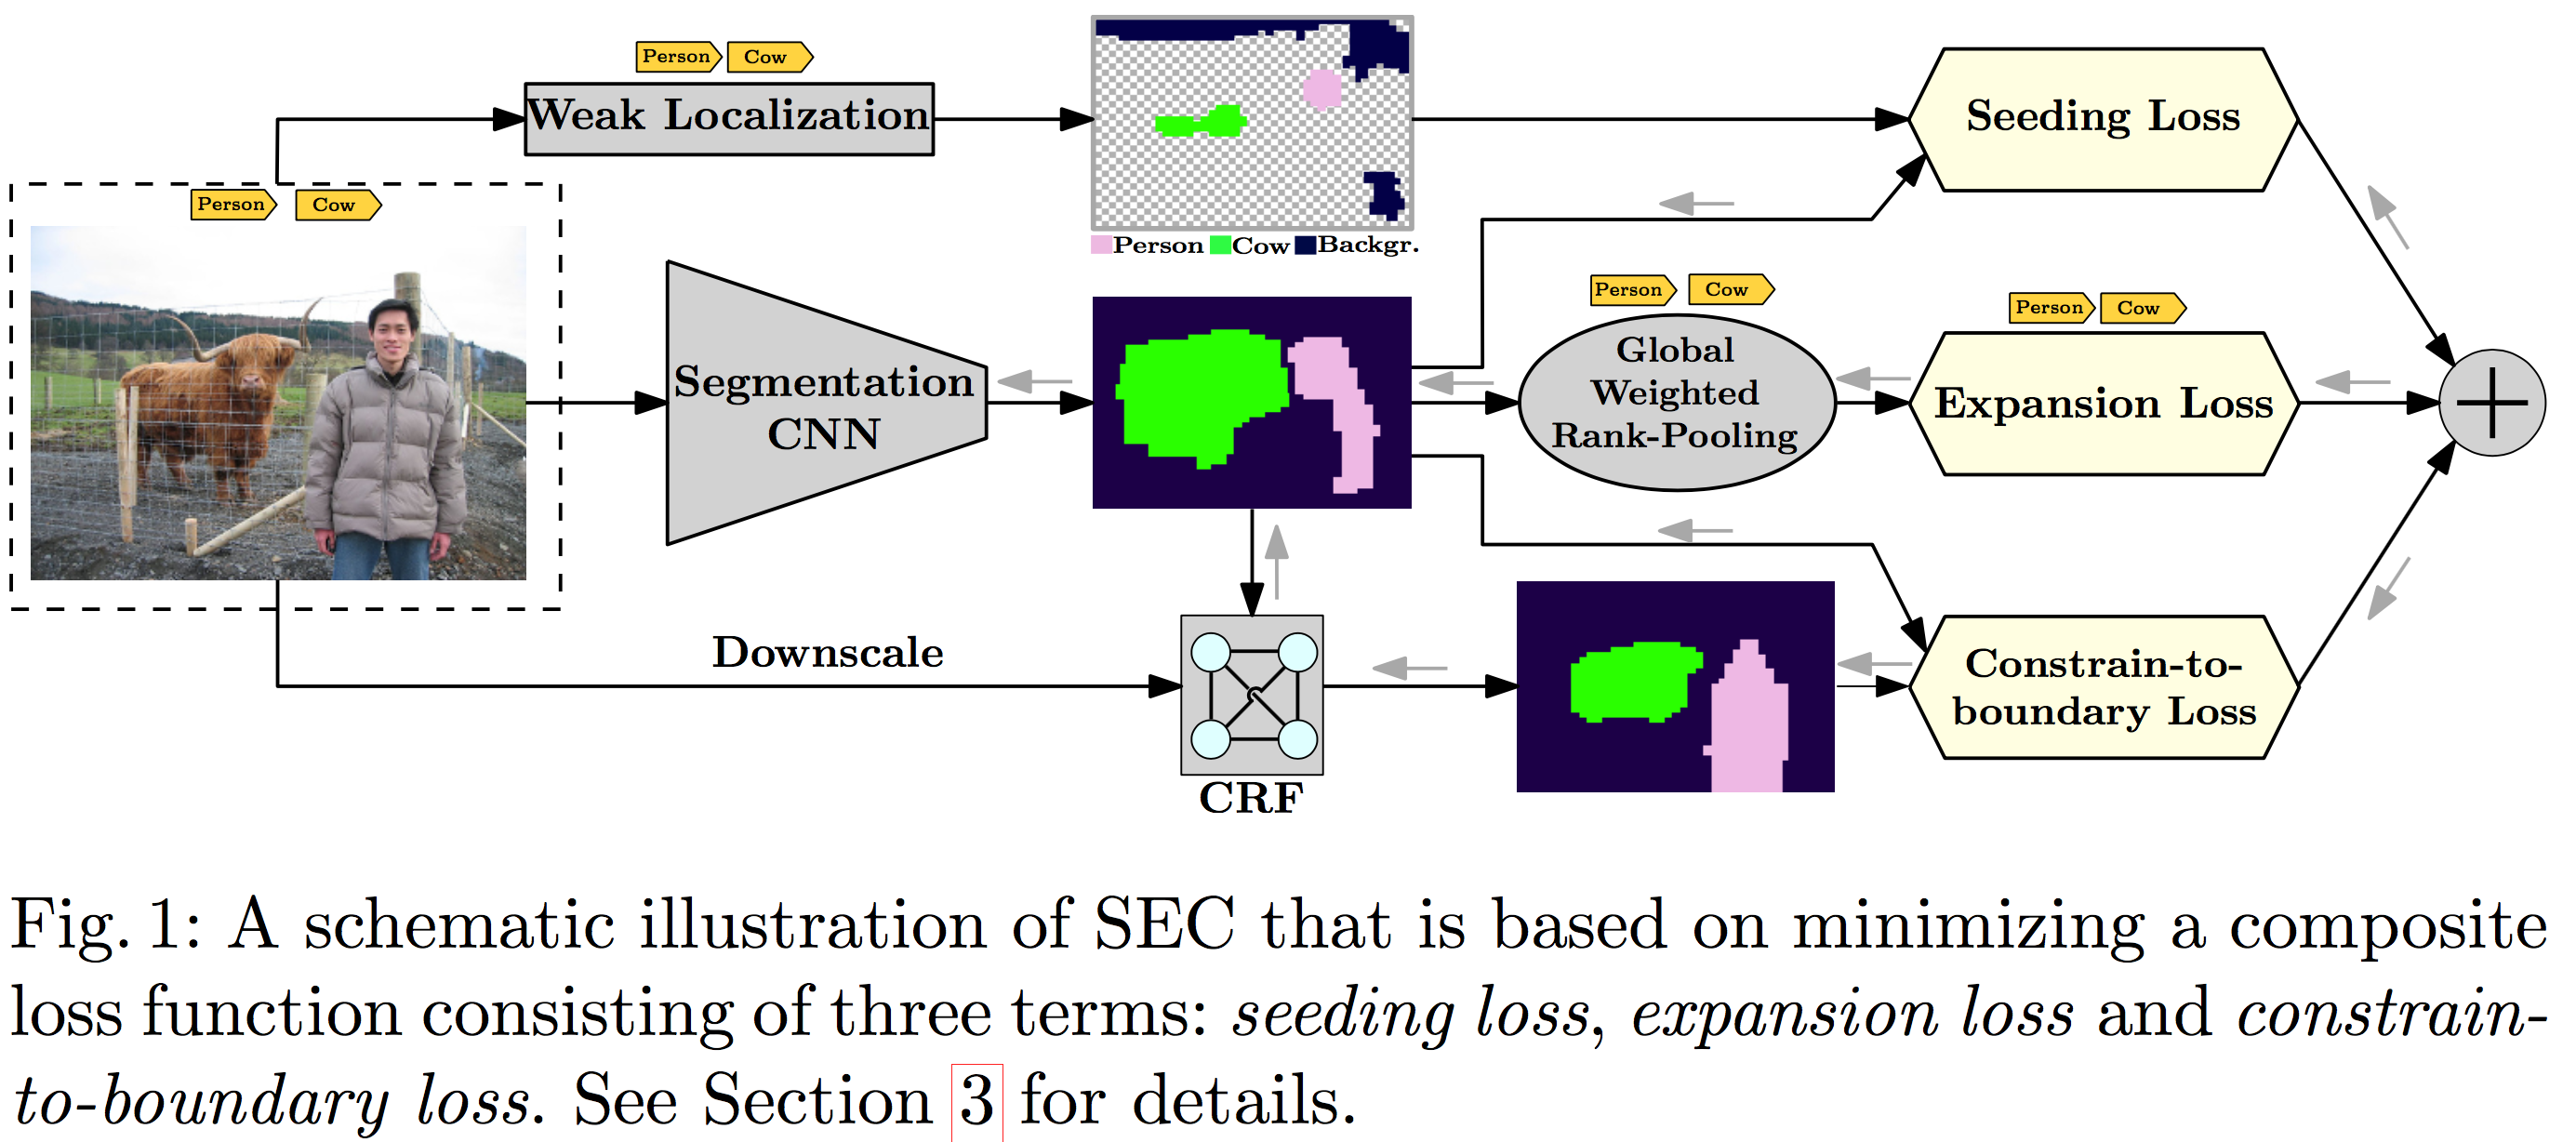 Person Cow
Weak Localization
Seeding Loss
Person Cow
Person Cow Backgr.
Person Cow
Person Cow
Segmentation
CNN
Global
Weighted
Rank-Pooling
Expansion Loss
Downscale
Constrain-to-
boundary Loss
CRF
Fig. 1: A schematic illustration of SEC that is based on minimizing a composite
loss function consisting of three terms: seeding loss, expansion loss and constrain-
to-boundary loss. See Section 3 for details.